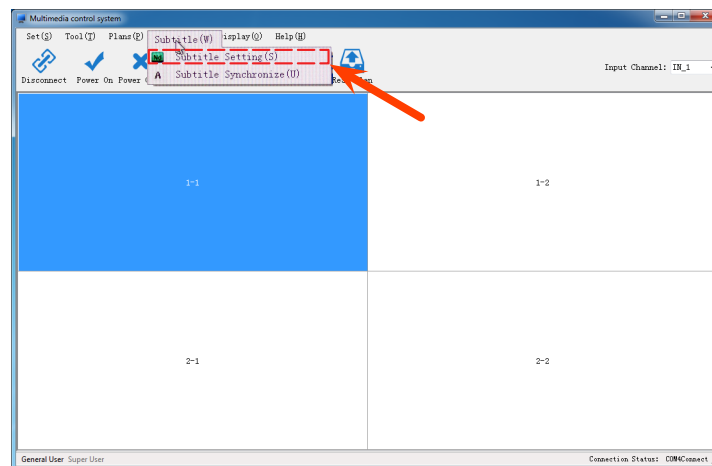 Multimedia control system
Set(S) Tool(T) Plans(P) Subtitle(W) isplay(O) Help(H)
Subtitle Setting(S)
A Subtitle Synchronize(U)
Disconnect Power On Power
Input Channel: IN_1
1-1 1-2
2-1 2-2
General User Super User Connection Status: COM4Connect